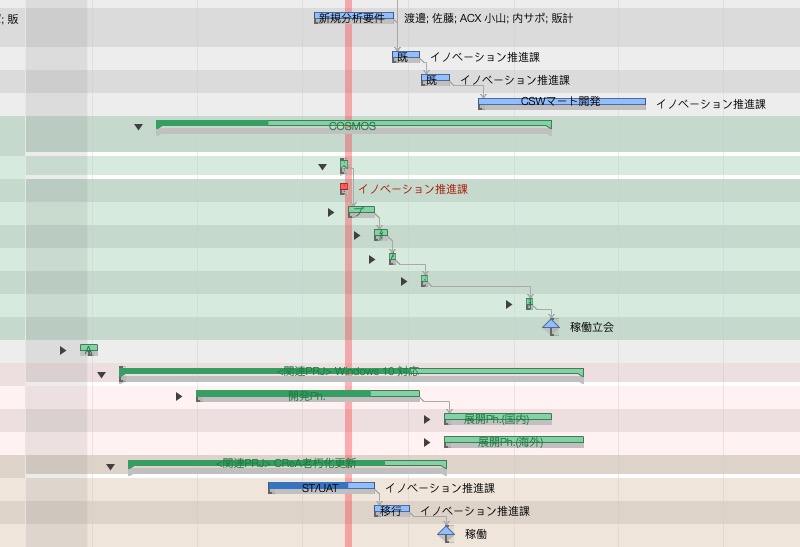 ; 販
新規分析要件 渡邉; 佐藤; ACX 小山; 内サポ; 販計
既 イノベーション推進課
既 イノベーション推進課
CSWマート開発 イノベーション推進課
COSMOS
イノベーション推進課
稼働立会
<関連PRJ> Windows 10 対応
開発Ph.
展開Ph.(国内)
展開Ph.(海外)
<関連PRJ> CRoA老朽化更新
ST/UAT イノベーション推進課
移行 イノベーション推進課
稼働